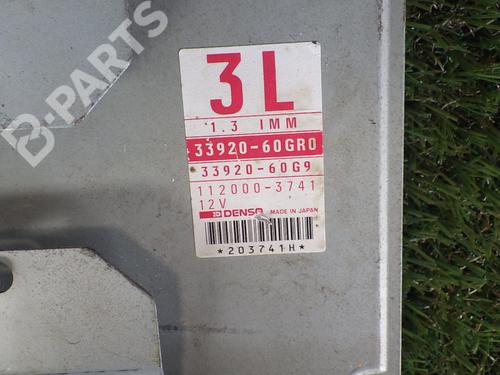 3L
1.3 IMM
33920-60GR0
33920-60G9
112000-3741
12V
DENSO MADE IN JAPAN
*203741H*
B-PARTS